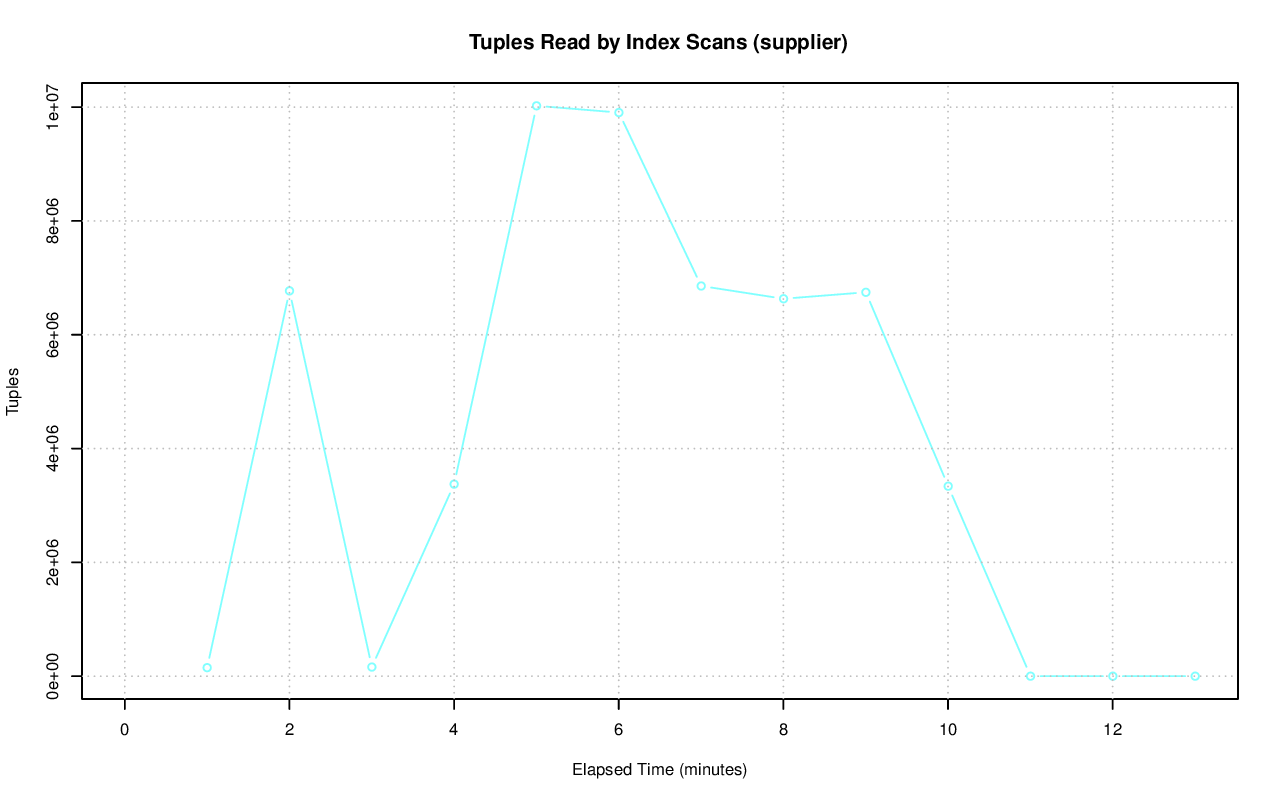 Tuples Read by Index Scans (supplier)
1e+07
8e+06
6e+06
4e+06
2e+06
0e+00
Tuples
0 2 4 6 8 10 12
Elapsed Time (minutes)